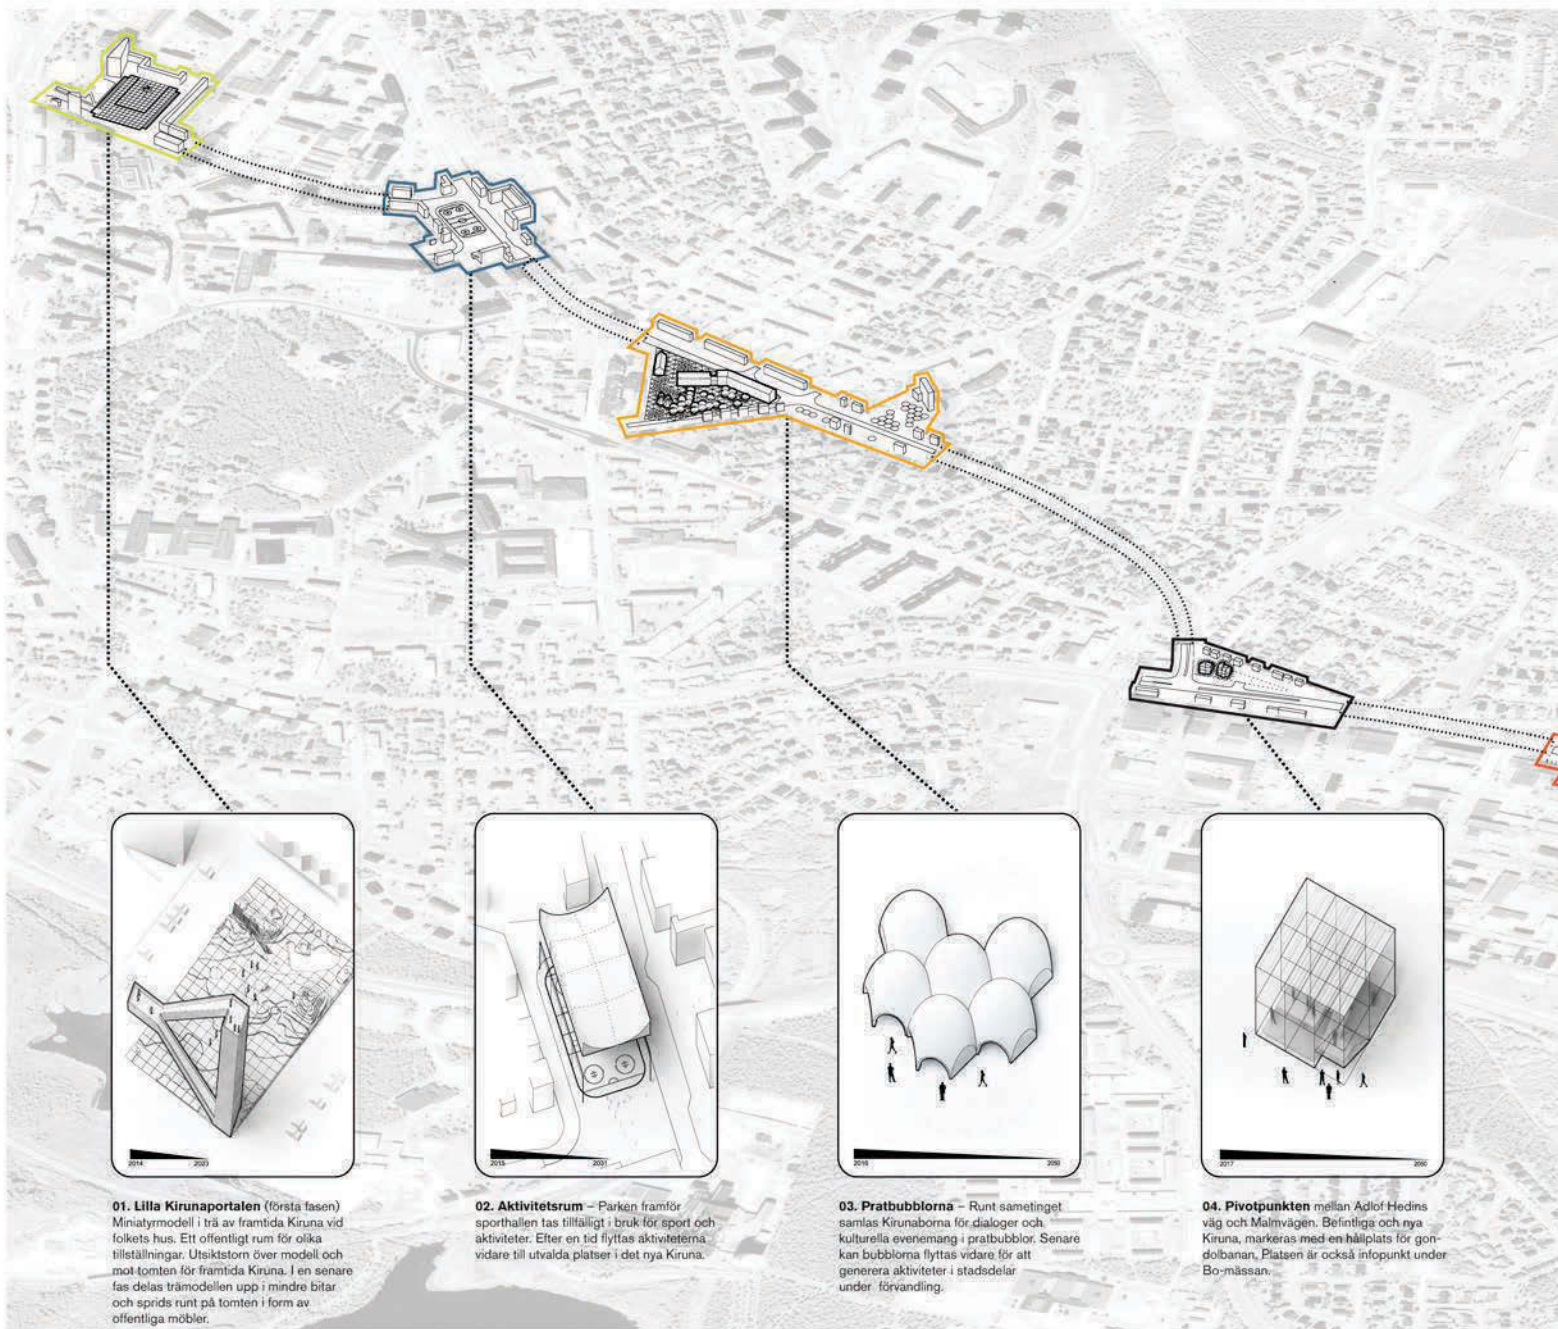 2014 2023
2015 2031
2016 2050
2017 2050
01. Lilla Kirunaportalen (första fasen)
Miniatyrmodell i trä av framtida Kiruna vid
folkets hus. Ett offentligt rum för olika
tillställningar. Utsiktstorn över modell och
mot tomten för framtida Kiruna. I en senare
fas delas trämodellen upp i mindre bitar
och sprids runt på tomten i form av
offentliga möbler.
02. Aktivitetsrum – Parken framför
sporthallen tas tillfälligt i bruk för sport och
aktiviteter. Efter en tid flyttas aktiviteterna
vidare till utvalda platser i det nya Kiruna.
03. Pratbubblorna – Runt sametinget
samlas Kirunaborna för dialoger och
kulturella evenemang i pratbubblor. Senare
kan bubblorna flyttas vidare för att
generera aktiviteter i stadsdelar
under förvandling.
04. Pivotpunkten mellan Adlof Hedins
väg och Malmvägen. Befintliga och nya
Kiruna, markeras med en hållplats för gon-
dolbanan. Platsen är också infopunkt under
Bo-mässan.